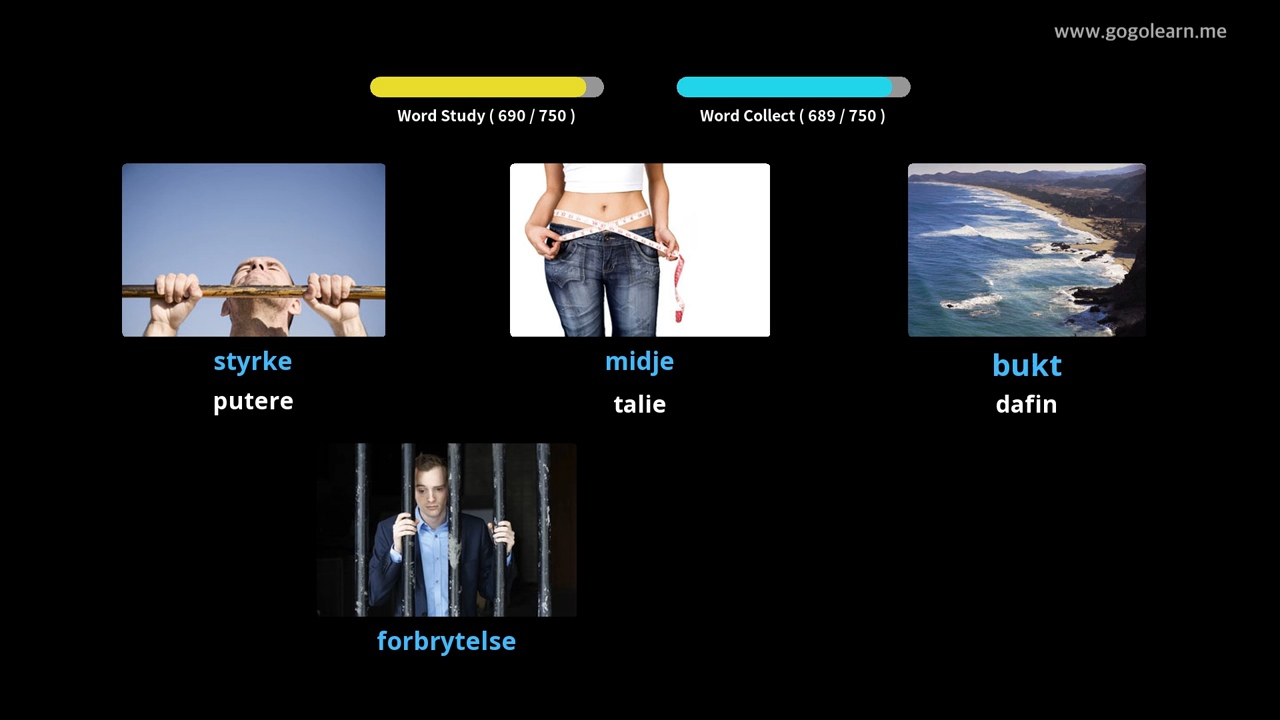 www.gogolearn.me
Word Study ( 690 / 750 )
Word Collect ( 689 / 750 )
styrke
putere
midje
talie
bukt
dafin
forbrytelse